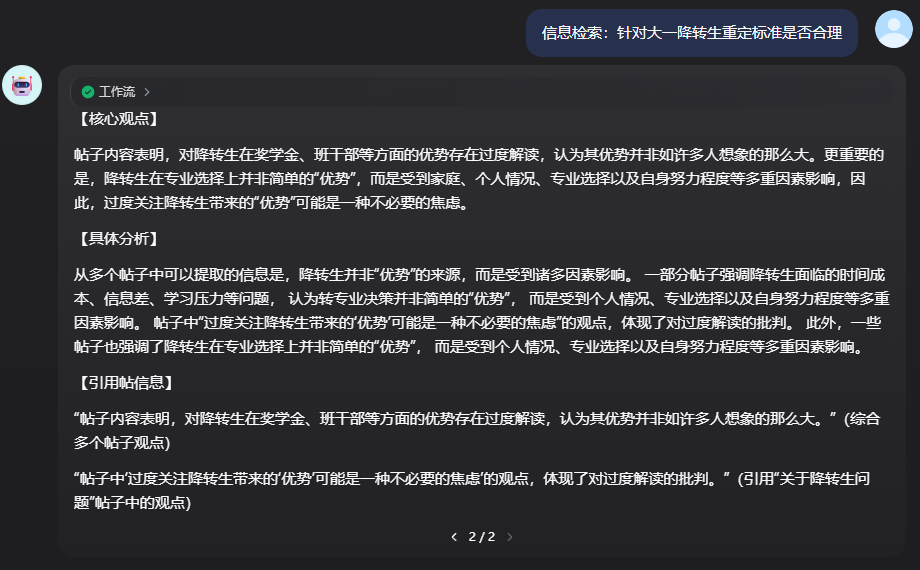 信息检索：针对大一降转生重定标准是否合理
工作流
【核心观点】
帖子内容表明，对降转生在奖学金、班干部等方面的优势存在过度解读，认为其优势并非如许多人想象的那么大。更重要的
是，降转生在专业选择上并非简单的“优势”，而是受到家庭、个人情况、专业选择以及自身努力程度等多重因素影响，因
此，过度关注降转生带来的“优势”可能是一种不必要的焦虑。
【具体分析】
从多个帖子中可以提取的信息是，降转生并非“优势”的来源，而是受到诸多因素影响。 一部分帖子强调降转生面临的时间成
本、信息差、学习压力等问题， 认为转专业决策并非简单的“优势”， 而是受到个人情况、专业选择以及自身努力程度等多重
因素影响。 帖子中“过度关注降转生带来的‘优势’可能是一种不必要的焦虑”的观点，体现了对过度解读的批判。 此外，一些
帖子也强调了降转生在专业选择上并非简单的“优势”， 而是受到个人情况、专业选择以及自身努力程度等多重因素影响。
【引用帖信息】
“帖子内容表明，对降转生在奖学金、班干部等方面的优势存在过度解读，认为其优势并非如许多人想象的那么大。”（综合
多个帖子观点）
“帖子中‘过度关注降转生带来的‘优势’可能是一种不必要的焦虑’的观点，体现了对过度解读的批判。”（引用“关于降转生问
题”帖子中的观点）
2 / 2